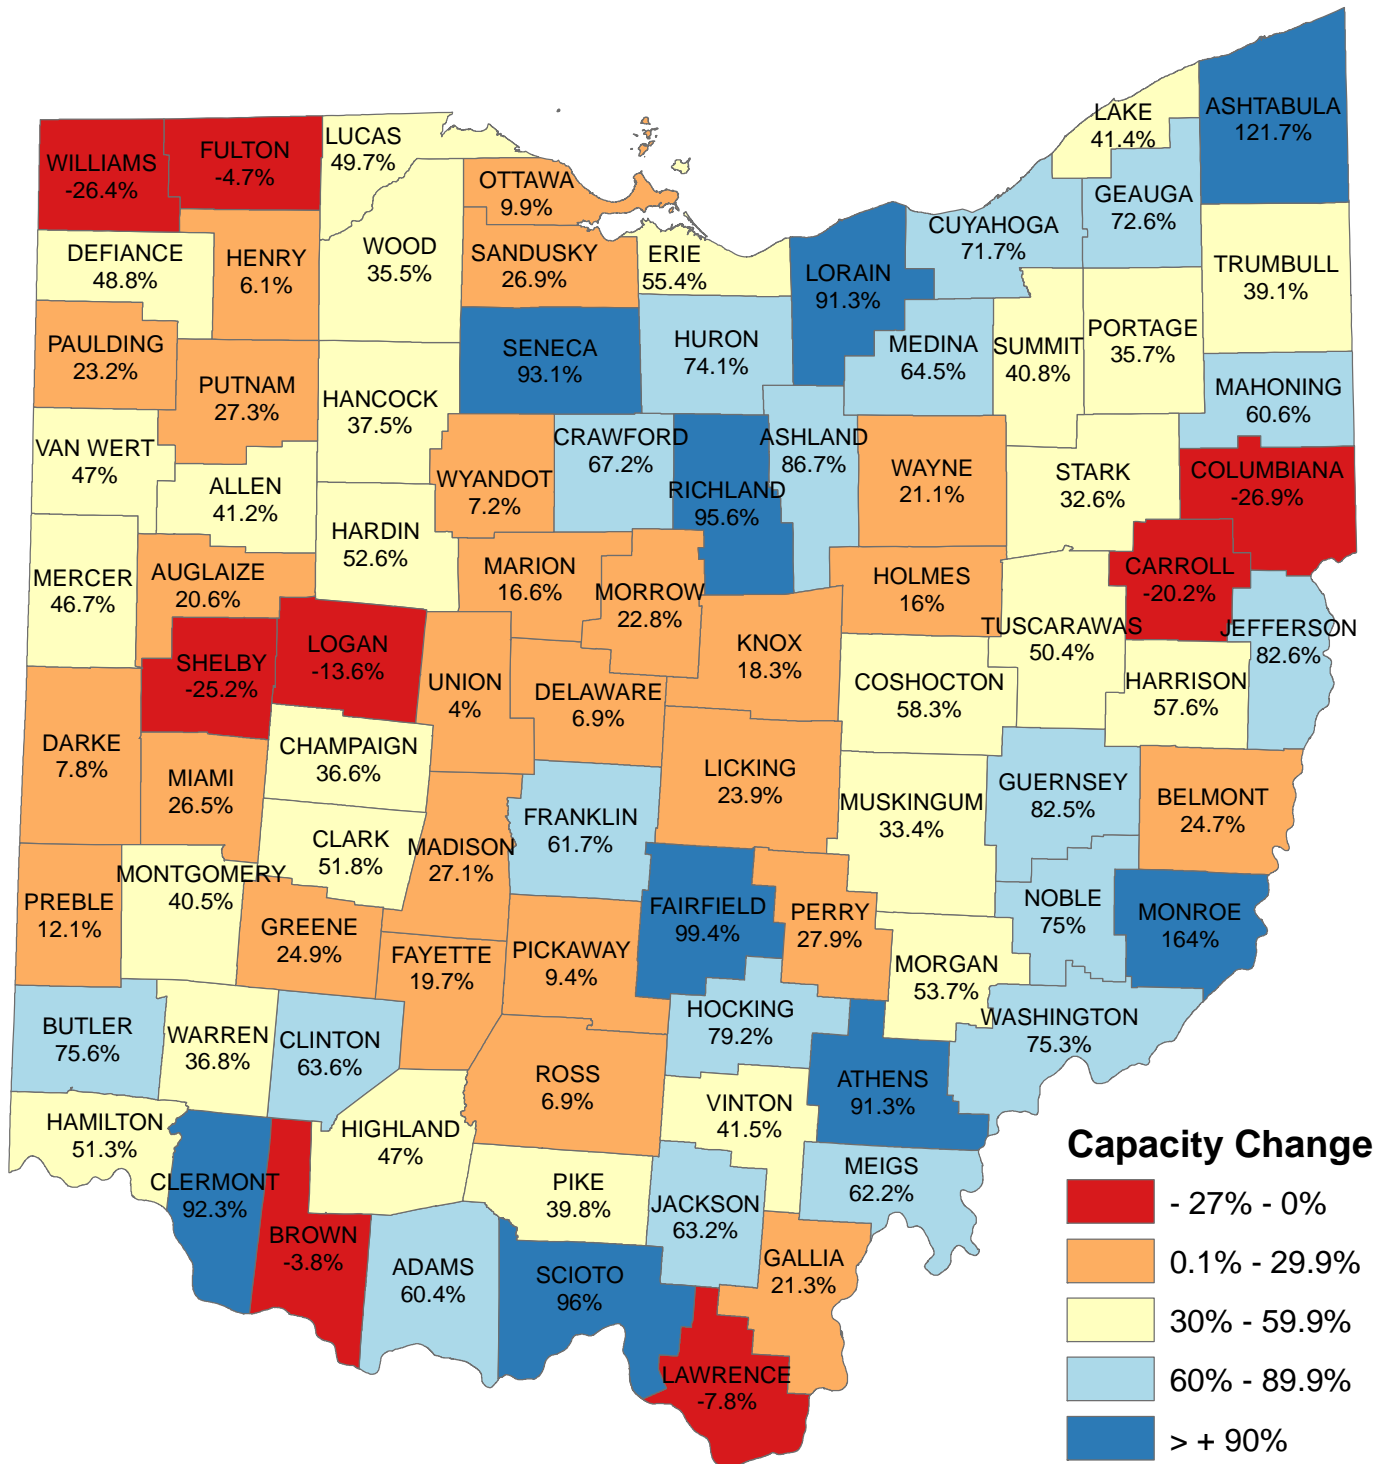 LAKE
41.4%
ASHTABULA
121.7%
WILLIAMS
-26.4%
FULTON
-4.7%
LUCAS
49.7%
OTTAWA
9.9%
GEAUGA
72.6%
CUYAHOGA
71.7%
DEFIANCE
48.8%
HENRY
6.1%
WOOD
35.5%
SANDUSKY
26.9%
ERIE
55.4%
LORAIN
91.3%
TRUMBULL
39.1%
PAULDING
23.2%
PUTNAM
27.3%
HANCOCK
37.5%
SENECA
93.1%
HURON
74.1%
MEDINA
64.5%
SUMMIT
40.8%
PORTAGE
35.7%
MAHONING
60.6%
VAN WERT
47%
ALLEN
41.2%
WYANDOT
7.2%
CRAWFORD
67.2%
RICHLAND
95.6%
ASHLAND
86.7%
WAYNE
21.1%
STARK
32.6%
COLUMBIANA
-26.9%
MERCER
46.7%
AUGLAIZE
20.6%
HARDIN
52.6%
MARION
16.6%
MORROW
22.8%
HOLMES
16%
CARROLL
-20.2%
TUSCARAWAS
50.4%
JEFFERSON
82.6%
SHELBY
-25.2%
LOGAN
-13.6%
UNION
4%
DELAWARE
6.9%
KNOX
18.3%
COSHOCTON
58.3%
HARRISON
57.6%
DARKE
7.8%
MIAMI
26.5%
CHAMPAIGN
36.6%
LICKING
23.9%
MUSKINGUM
33.4%
GUERNSEY
82.5%
BELMONT
24.7%
CLARK
51.8%
MADISON
27.1%
FRANKLIN
61.7%
PREBLE
12.1%
MONTGOMERY
40.5%
GREENE
24.9%
FAYETTE
19.7%
PICKAWAY
9.4%
FAIRFIELD
99.4%
PERRY
27.9%
MORGAN
53.7%
NOBLE
75%
MONROE
164%
BUTLER
75.6%
WARREN
36.8%
CLINTON
63.6%
ROSS
6.9%
HOCKING
79.2%
ATHENS
91.3%
WASHINGTON
75.3%
HAMILTON
51.3%
CLERMONT
92.3%
BROWN
-3.8%
HIGHLAND
47%
PIKE
39.8%
VINTON
41.5%
JACKSON
63.2%
MEIGS
62.2%
ADAMS
60.4%
SCIOTO
96%
GALLIA
21.3%
LAWRENCE
-7.8%
Capacity Change
- 27% - 0%
0.1% - 29.9%
30% - 59.9%
60% - 89.9%
> + 90%